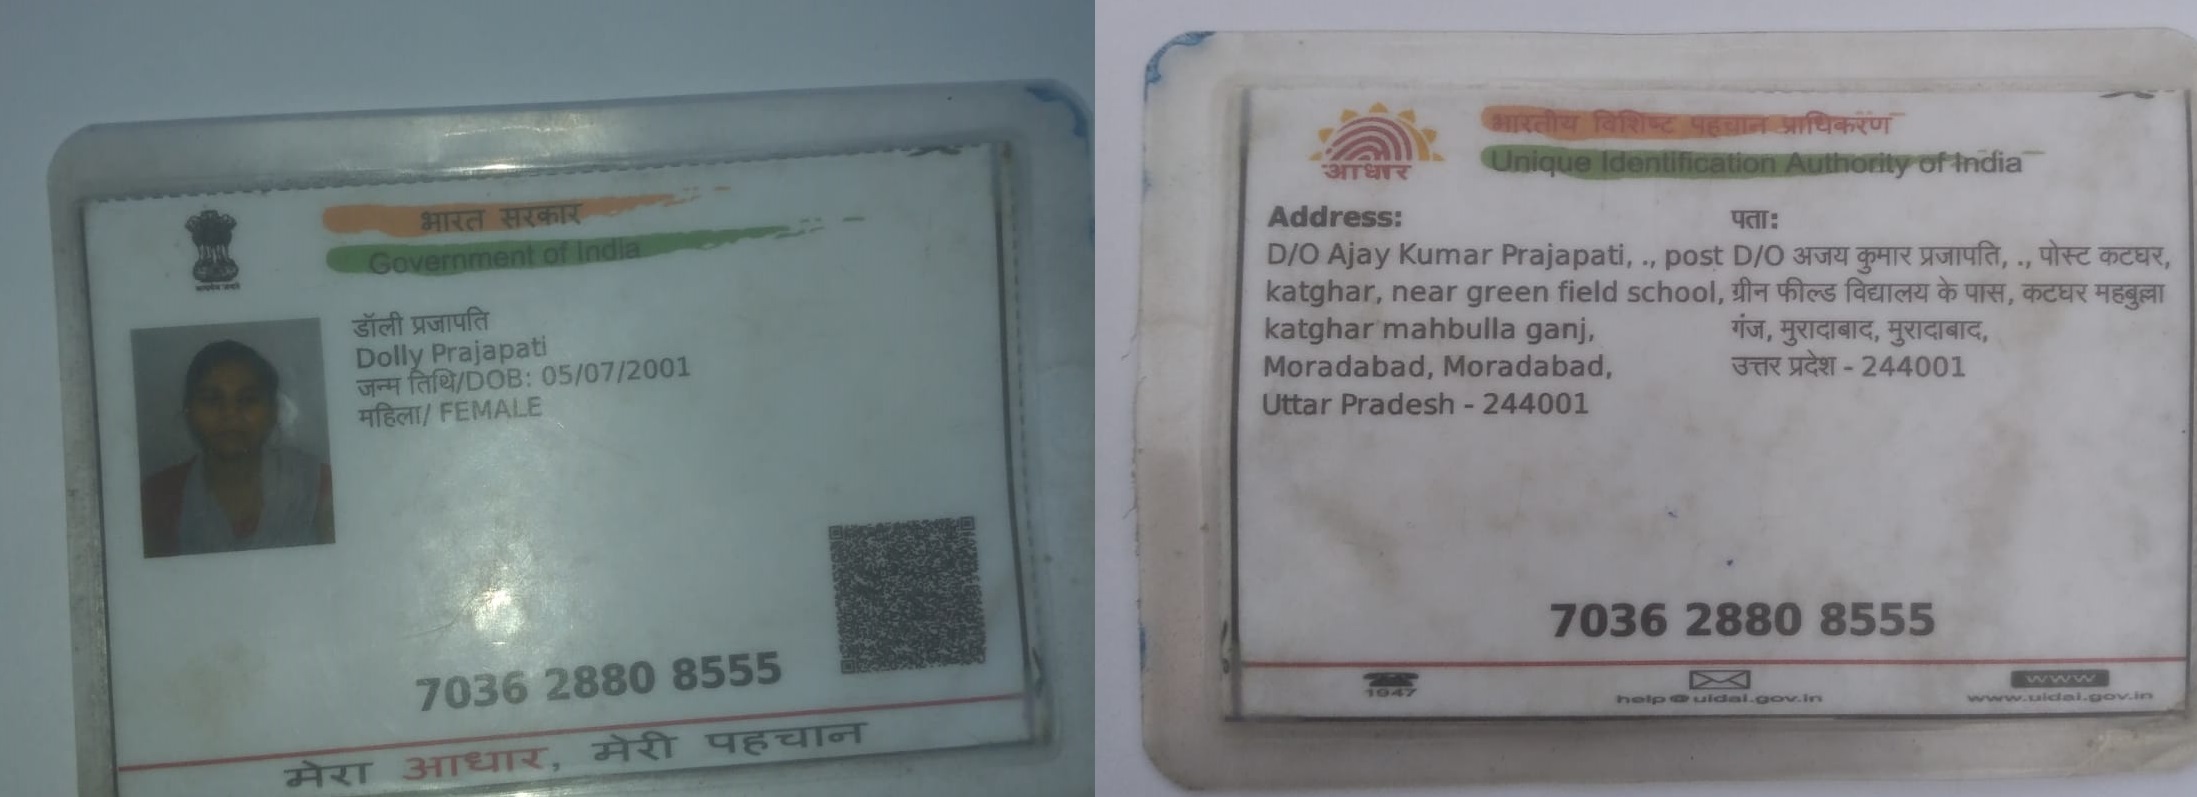 भारत सरकार
Government of India
डॉली प्रजापति
Dolly Prajapati
जन्म तिथि/DOB: 05/07/2001
महिला/ FEMALE
7036 2880 8555
मेरा आधार, मेरी पहचान
आधार
भारतीय विशिष्ट पहचान प्राधिकरण
Unique Identification Authority of India
Address:
D/O Ajay Kumar Prajapati, ., post
katghar, near green field school,
katghar mahbulla ganj,
Moradabad, Moradabad,
Uttar Pradesh - 244001
पता:
D/O अजय कुमार प्रजापति, ., पोस्ट कटघर,
ग्रीन फील्ड विद्यालय के पास, कटघर महबुल्ला
गंज, मुरादाबाद, मुरादाबाद,
उत्तर प्रदेश - 244001
7036 2880 8555
1947
help@uidai.gov.in
www
www.uidai.gov.in